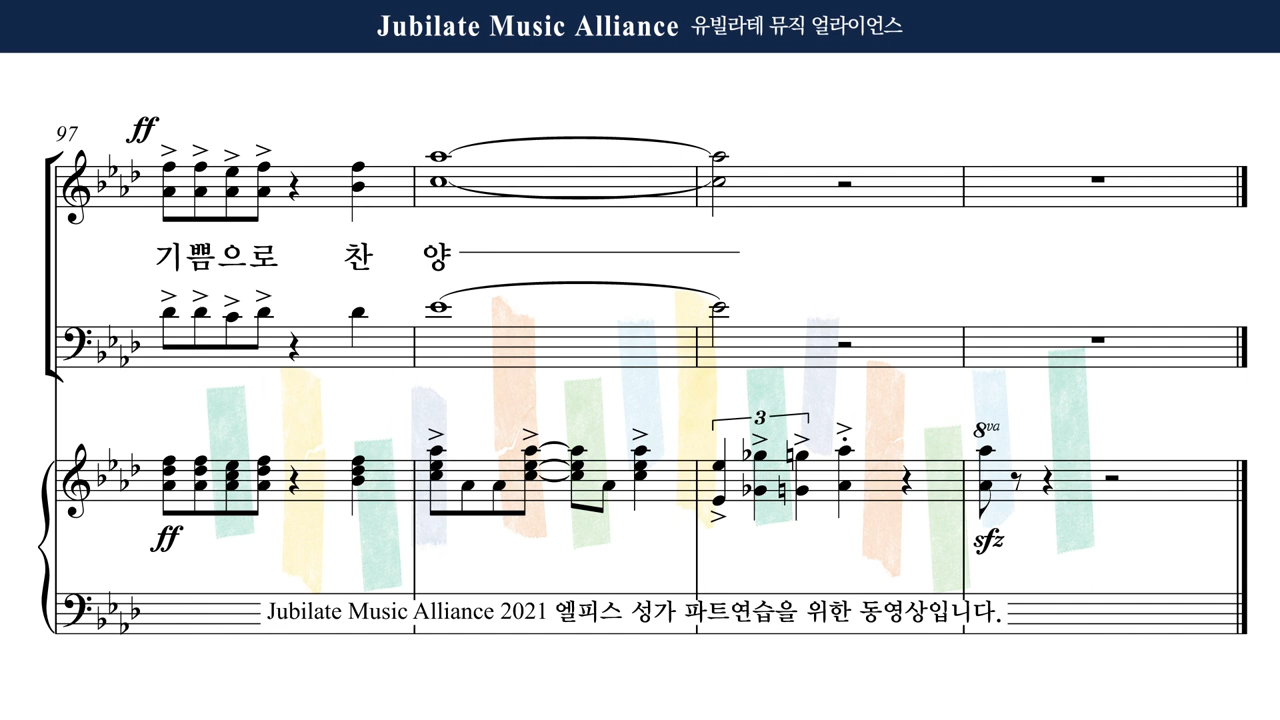 Jubilate Music Alliance 유빌라테 뮤직 얼라이언스
97 ff
기쁨으로 찬 양
3
8va
ff
sfz
Jubilate Music Alliance 2021 엘피스 성가 파트연습을 위한 동영상입니다.